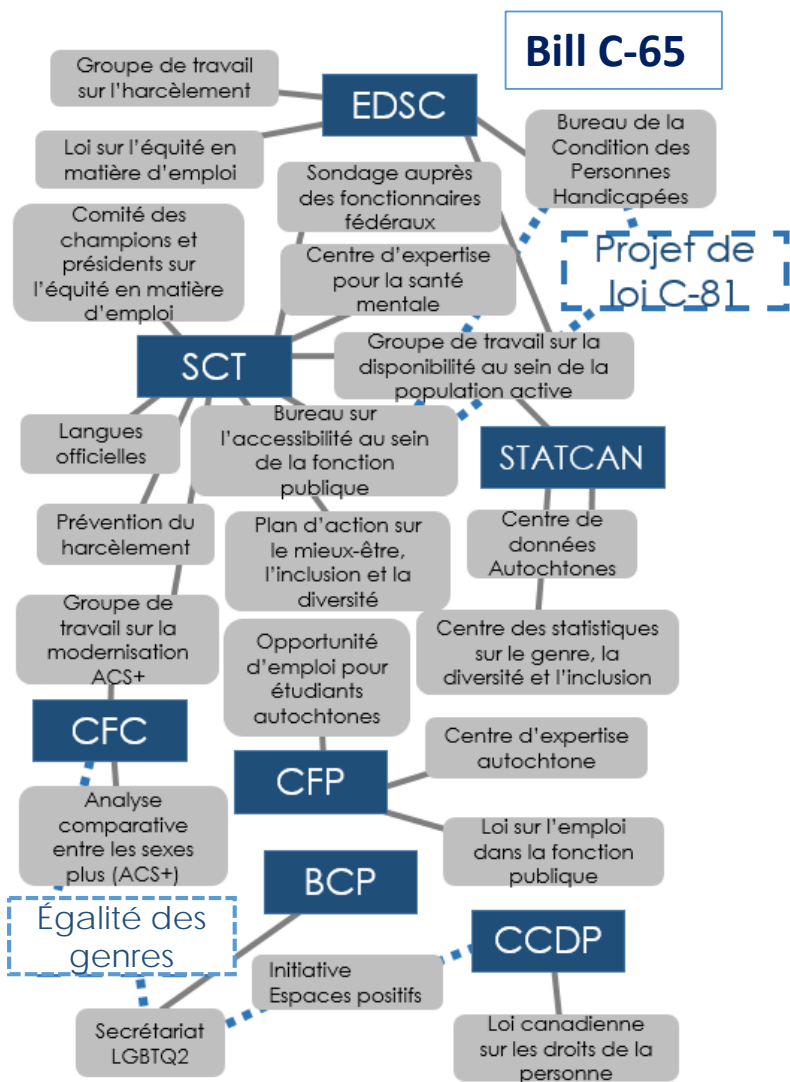 Bill C-65
Groupe de travail
sur l'harcèlement
EDSC
Bureau de la
Condition des
Personnes
Handicapées
Loi sur l'équité en
matière d'emploi
Sondage auprès
des fonctionnaires
fédéraux
Comité des
champions et
présidents sur
l'équité en matière
d'emploi
Centre d'expertise
pour la santé
mentale
Projet de
loi C-81
SCT
Groupe de travail sur la
disponibilité au sein de la
population active
Langues
officielles
Bureau sur
l'accessibilité au sein
de la fonction
publique
STATCAN
Prévention du
harcèlement
Plan d'action sur
le mieux-être,
l'inclusion et la
diversité
Centre de
données
Autochtones
Groupe de
travail sur la
modernisation
ACS+
Opportunité
d'emploi pour
étudiants
autochtones
Centre des statistiques
sur le genre, la
diversité et l'inclusion
CFC
CFP
Centre d'expertise
autochtone
Analyse
comparative
entre les sexes
plus (ACS+)
Loi sur l'emploi
dans la fonction
publique
BCP
Égalité des
genres
CCDP
Initiative
Espaces positifs
Secrétariat
LGBTQ2
Loi canadienne
sur les droits de la
personne